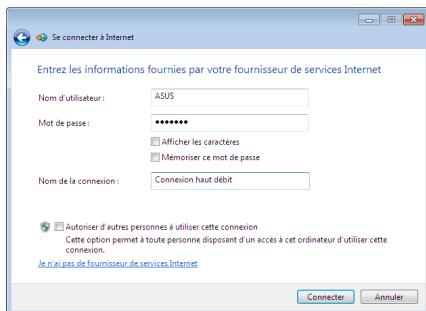 Se connecter à Internet
Entrez les informations fournies par votre fournisseur de services Internet
Nom d'utilisateur :
ASUS
Mot de passe :
•••••••
Afficher les caractères
Mémoriser ce mot de passe
Nom de la connexion :
Connexion haut débit
Autoriser d'autres personnes à utiliser cette connexion
Cette option permet à toute personne disposant d'un accès à cet ordinateur d'utiliser cette
connexion.
Je n'ai pas de fournisseur de services Internet
Connecter
Annuler